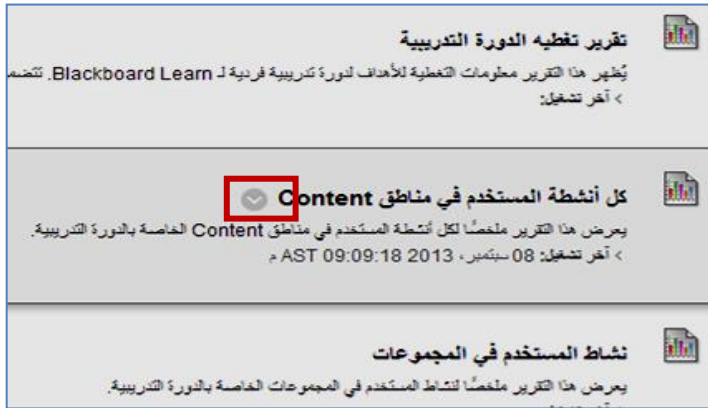 تقرير تغطيه الدورة التدريبية
يُظهر هذا التقرير معلومات التغطية للأهداف لدورة تدريبية فردية لـ Blackboard Learn. تتضم
> آخر تشغيل:
كل أنشطة المستخدم في مناطق Content
يعرض هذا التقرير ملخصًا لكل أنشطة المستخدم في مناطق Content الخاصة بالدورة التدريبية.
> آخر تشغيل: 08 سبتمبر، 2013 09:09:18 AST م
نشاط المستخدم في المجموعات
يعرض هذا التقرير ملخصًا لنشاط المستخدم في المجموعات الخاصة بالدورة التدريبية.